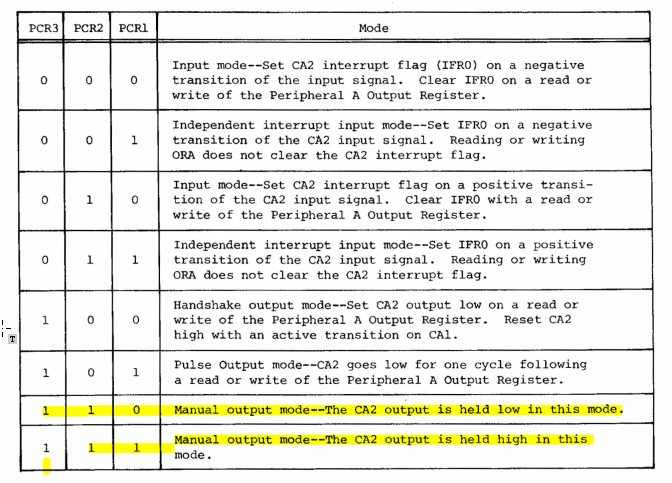 PCR3 PCR2 PCR1 Mode
0 0 0 Input mode--Set CA2 interrupt flag (IFR0) on a negative
transition of the input signal. Clear IFR0 on a read or
write of the Peripheral A Output Register.
0 0 1 Independent interrupt input mode--Set IFR0 on a negative
transition of the CA2 input signal. Reading or writing
ORA does not clear the CA2 interrupt flag.
0 1 0 Input mode--Set CA2 interrupt flag on a positive transi-
tion of the CA2 input signal. Clear IFR0 with a read or
write of the Peripheral A Output Register.
0 1 1 Independent interrupt input mode--Set IFR0 on a positive
transition of the CA2 input signal. Reading or writing
ORA does not clear the CA2 interrupt flag.
1 0 0 Handshake output mode--Set CA2 output low on a read or
write of the Peripheral A Output Register. Reset CA2
high with an active transition on CA1.
1 0 1 Pulse Output mode--CA2 goes low for one cycle following
a read or write of the Peripheral A Output Register.
1 1 0 Manual output mode--The CA2 output is held low in this mode.
1 1 1 Manual output mode--The CA2 output is held high in this
mode.
T